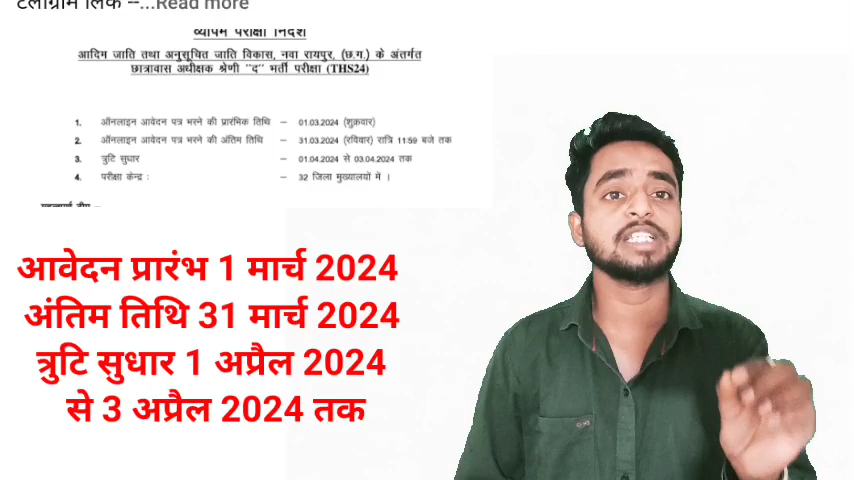 टेलीग्राम लिंक --...Read more
व्यापम परीक्षा निर्देश
आदिम जाति तथा अनुसूचित जाति विकास, नवा रायपुर, (छ.ग.) के अंतर्गत
छात्रावास अधीक्षक श्रेणी "द" भर्ती परीक्षा (THS24)
1. ऑनलाइन आवेदन पत्र भरने की प्रारंभिक तिथि – 01.03.2024 (शुक्रवार)
2. ऑनलाइन आवेदन पत्र भरने की अंतिम तिथि – 31.03.2024 (रविवार) रात्रि 11:59 बजे तक
3. त्रुटि सुधार – 01.04.2024 से 03.04.2024 तक
4. परीक्षा केन्द्र : – 32 जिला मुख्यालयों में ।
आवेदन प्रारंभ 1 मार्च 2024
अंतिम तिथि 31 मार्च 2024
त्रुटि सुधार 1 अप्रैल 2024
से 3 अप्रैल 2024 तक